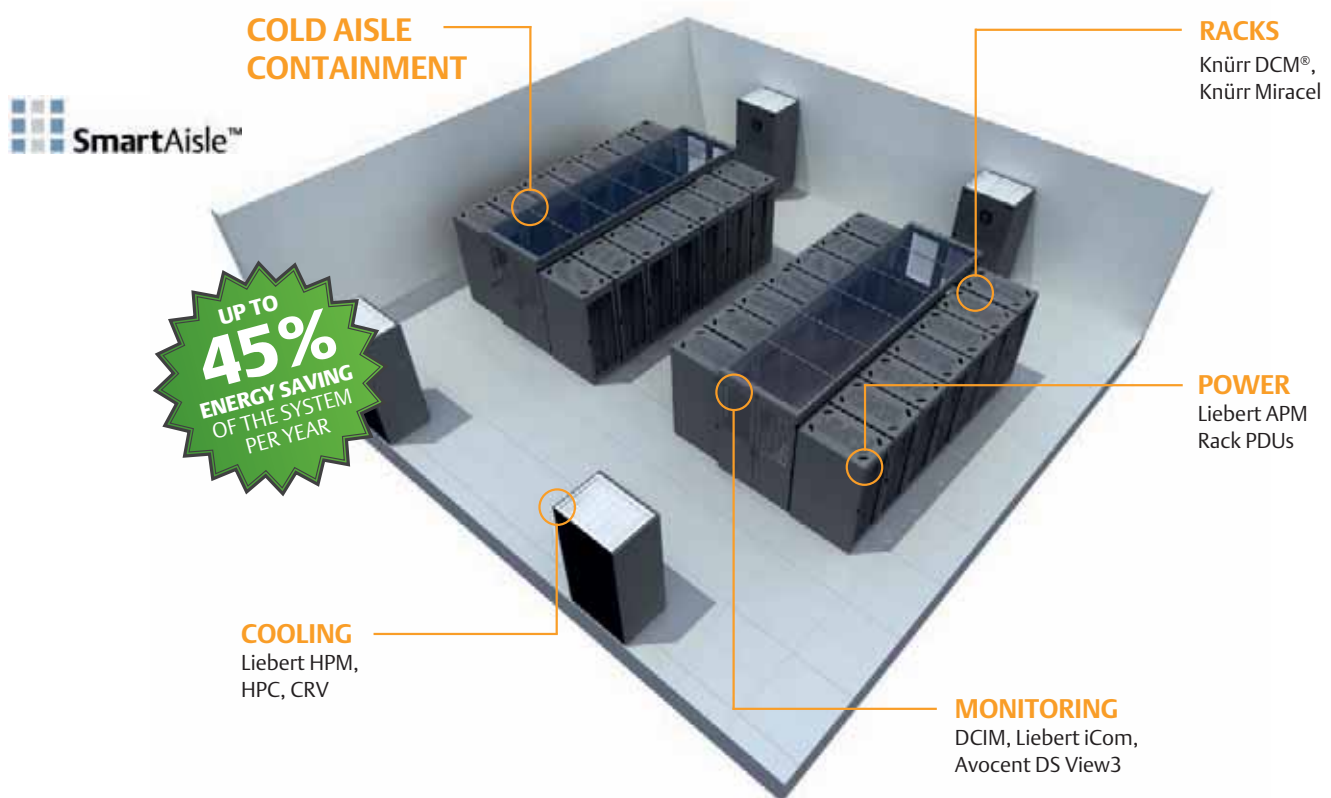 COLD AISLE
CONTAINMENT
RACKS
Knürr DCM®,
Knürr Miracel
SmartAisle™
UP TO
45%
ENERGY SAVING
OF THE SYSTEM
PER YEAR
POWER
Liebert APM
Rack PDUs
COOLING
Liebert HPM,
HPC, CRV
MONITORING
DCIM, Liebert iCom,
Avocent DS View3